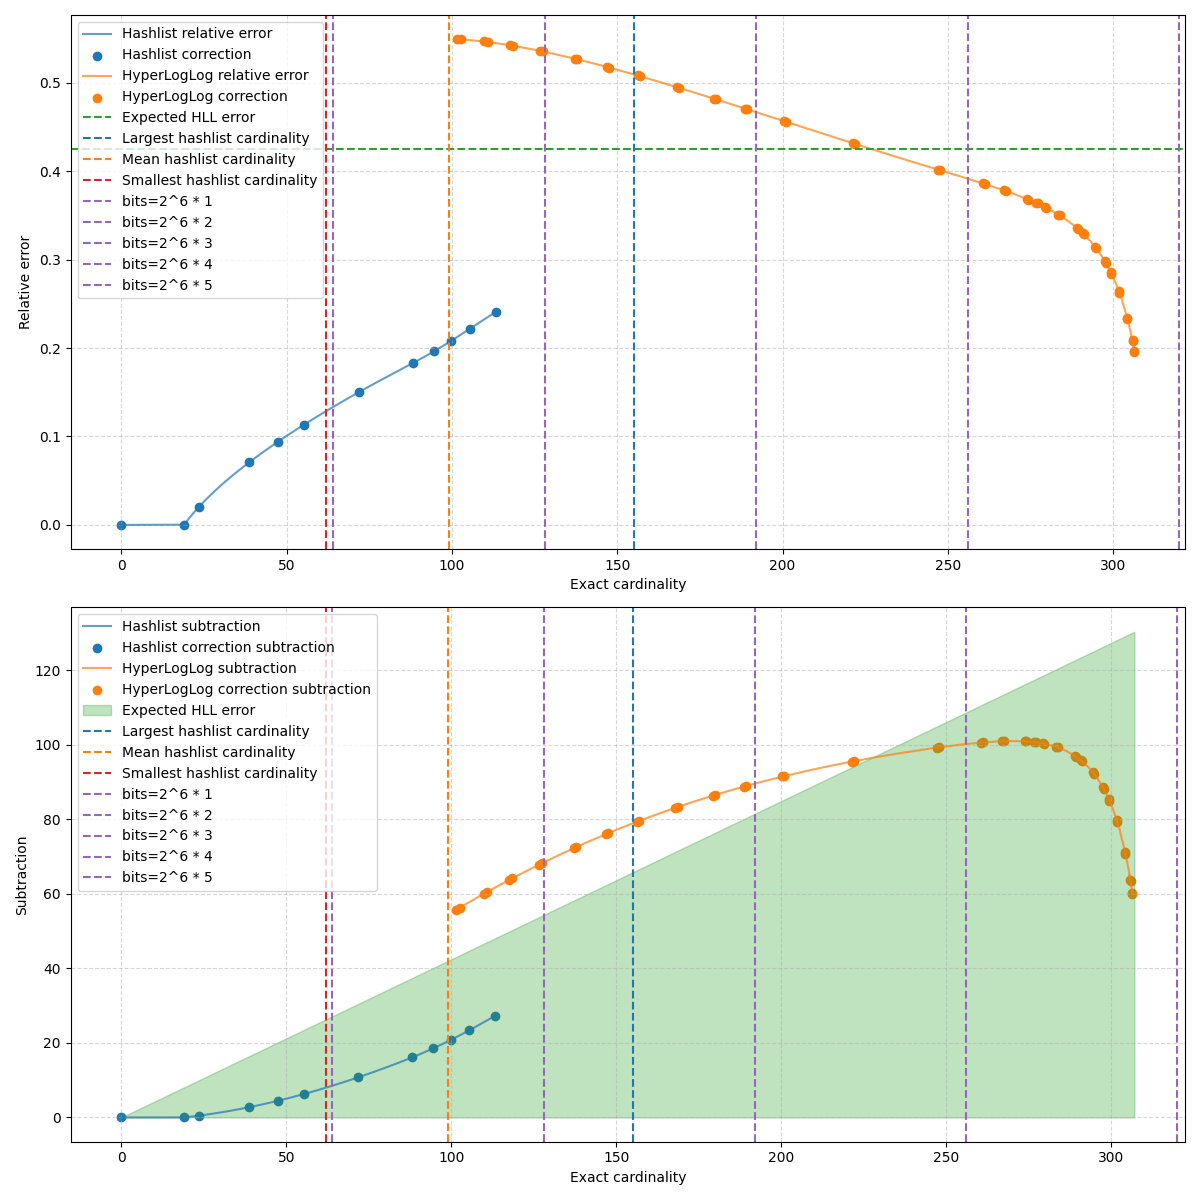 Hashlist relative error
Hashlist correction
HyperLogLog relative error
HyperLogLog correction
Expected HLL error
Largest hashlist cardinality
Mean hashlist cardinality
Smallest hashlist cardinality
bits=2^6 * 1
bits=2^6 * 2
bits=2^6 * 3
bits=2^6 * 4
bits=2^6 * 5
Relative error
0.5
0.4
0.3
0.2
0.1
0.0
0 50 100 150 200 250 300
Exact cardinality
Hashlist subtraction
Hashlist correction subtraction
HyperLogLog subtraction
HyperLogLog correction subtraction
Expected HLL error
Largest hashlist cardinality
Mean hashlist cardinality
Smallest hashlist cardinality
bits=2^6 * 1
bits=2^6 * 2
bits=2^6 * 3
bits=2^6 * 4
bits=2^6 * 5
Subtraction
120
100
80
60
40
20
0
0 50 100 150 200 250 300
Exact cardinality